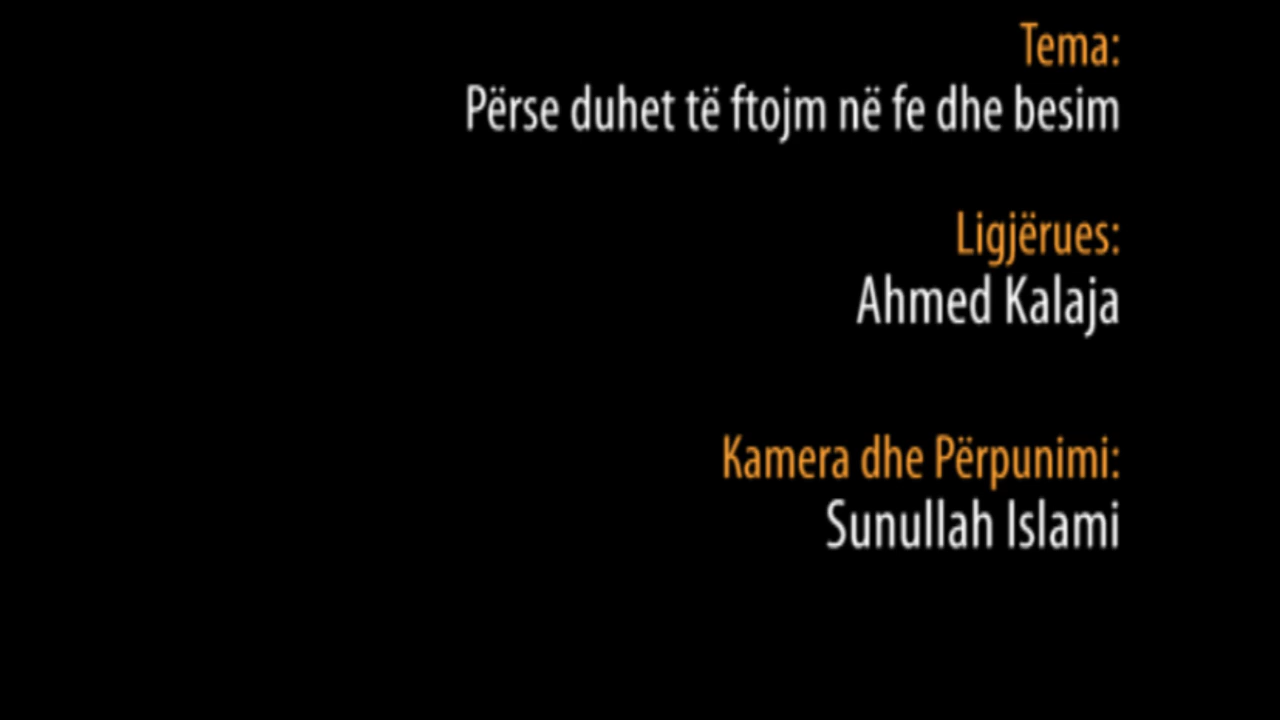 Tema:
Përse duhet të ftojm në fe dhe besim
Ligjërues:
Ahmed Kalaja
Kamera dhe Përpunimi:
Sunullah Islami